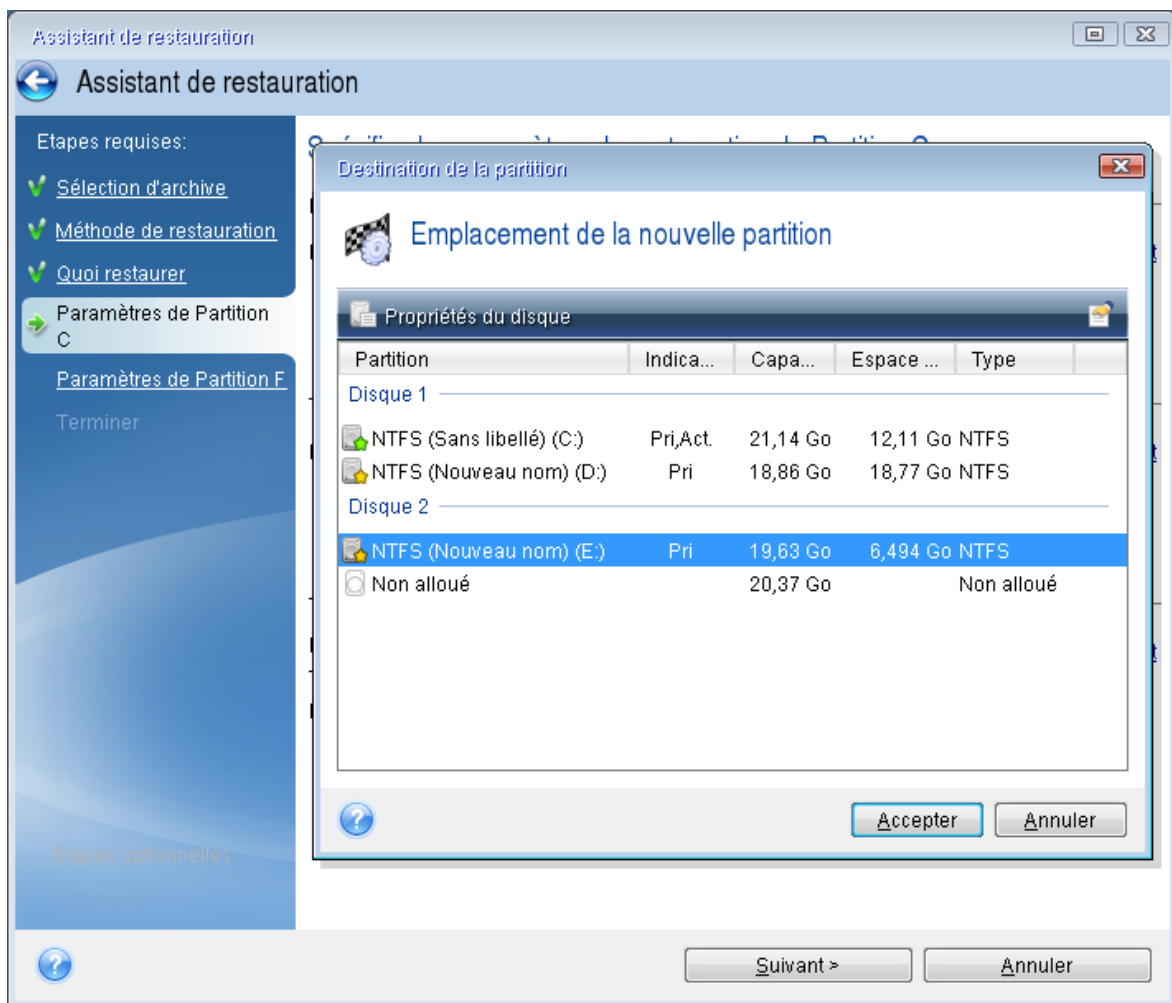 Assistant de restauration
Assistant de restauration
Etapes requises:
Sélection d'archive
Méthode de restauration
Quoi restaurer
Paramètres de Partition
C
Paramètres de Partition F
Terminer
Etapes optionnelles:
Options
Destination de la partition
Emplacement de la nouvelle partition
Propriétés du disque
Partition Indica... Capa... Espace ... Type
Disque 1
NTFS (Sans libellé) (C:) Pri,Act. 21,14 Go 12,11 Go NTFS
NTFS (Nouveau nom) (D:) Pri 18,86 Go 18,77 Go NTFS
Disque 2
NTFS (Nouveau nom) (E:) Pri 19,63 Go 6,494 Go NTFS
Non alloué 20,37 Go Non alloué
Accepter Annuler
Suivant > Annuler